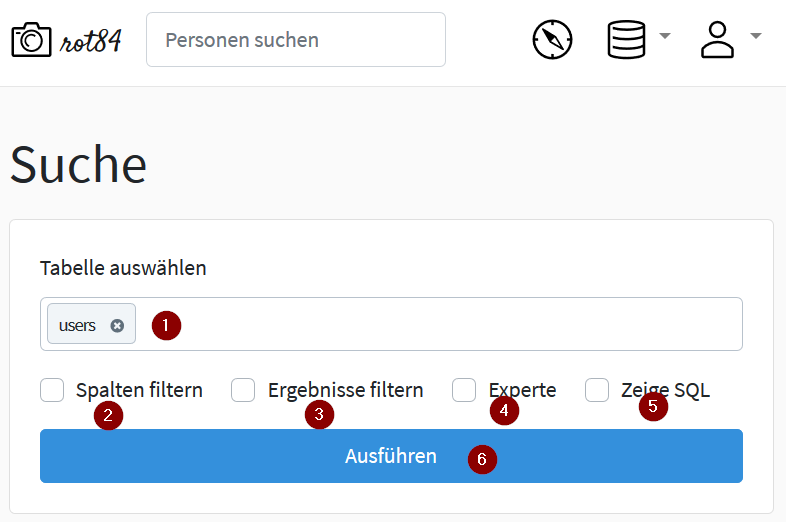 rot84 Personen suchen
Suche
Tabelle auswählen
users 1
Spalten filtern Ergebnisse filtern Experte Zeige SQL
2 3 4 5
Ausführen 6